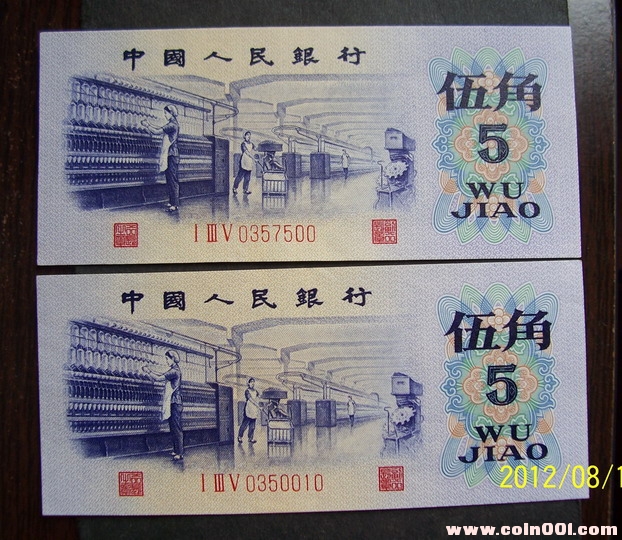 中國人民銀行
伍角
5
WU
JIAO
I III V 0357500
中國人民銀行
伍角
5
WU
JIAO
I III V 0350010
2012/08/1
www.coin001.com